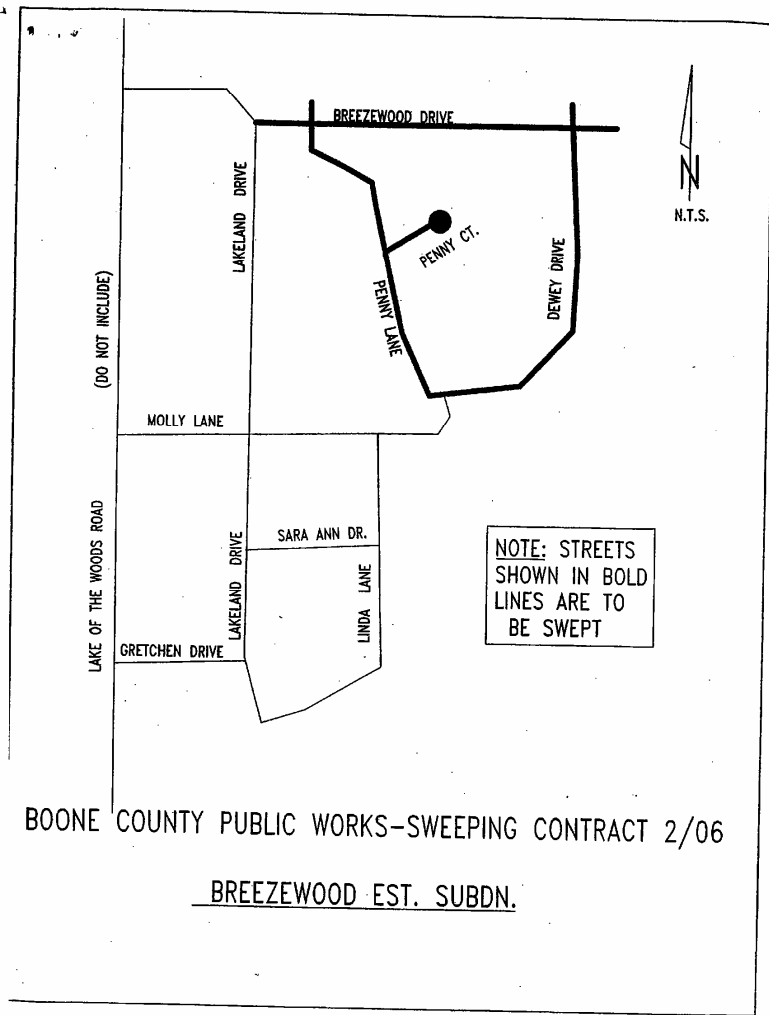 BREEZEWOOD DRIVE
N
N.T.S.
LAKELAND DRIVE
PENNY CT.
DEWEY DRIVE
(DO NOT INCLUDE)
PENNY LANE
MOLLY LANE
LAKE OF THE WOODS ROAD
LAKELAND DRIVE
SARA ANN DR.
LINDA LANE
NOTE: STREETS
SHOWN IN BOLD
LINES ARE TO
BE SWEPT
GRETCHEN DRIVE
BOONE COUNTY PUBLIC WORKS-SWEEPING CONTRACT 2/06
BREEZEWOOD EST. SUBDN.